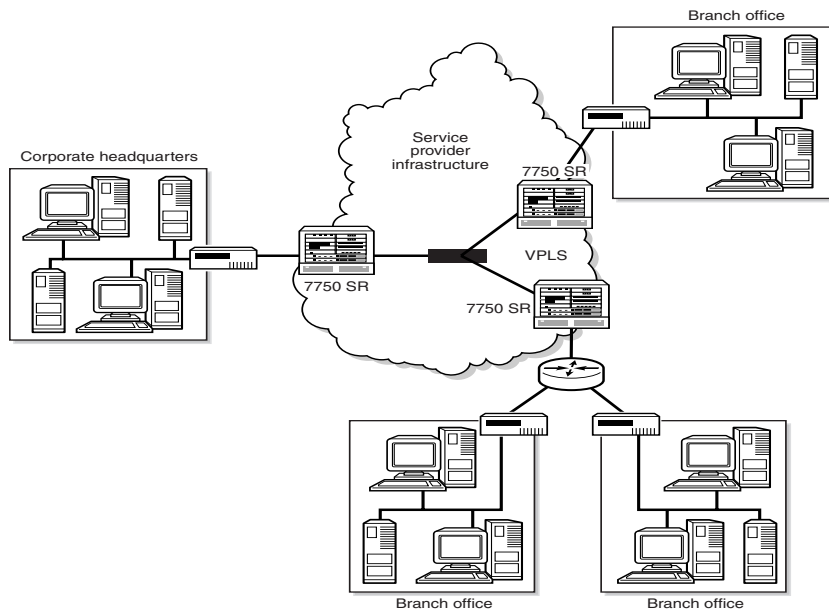 Branch office
Service
provider
infrastructure
Corporate headquarters
7750 SR
VPLS
7750 SR
7750 SR
Branch office
Branch office